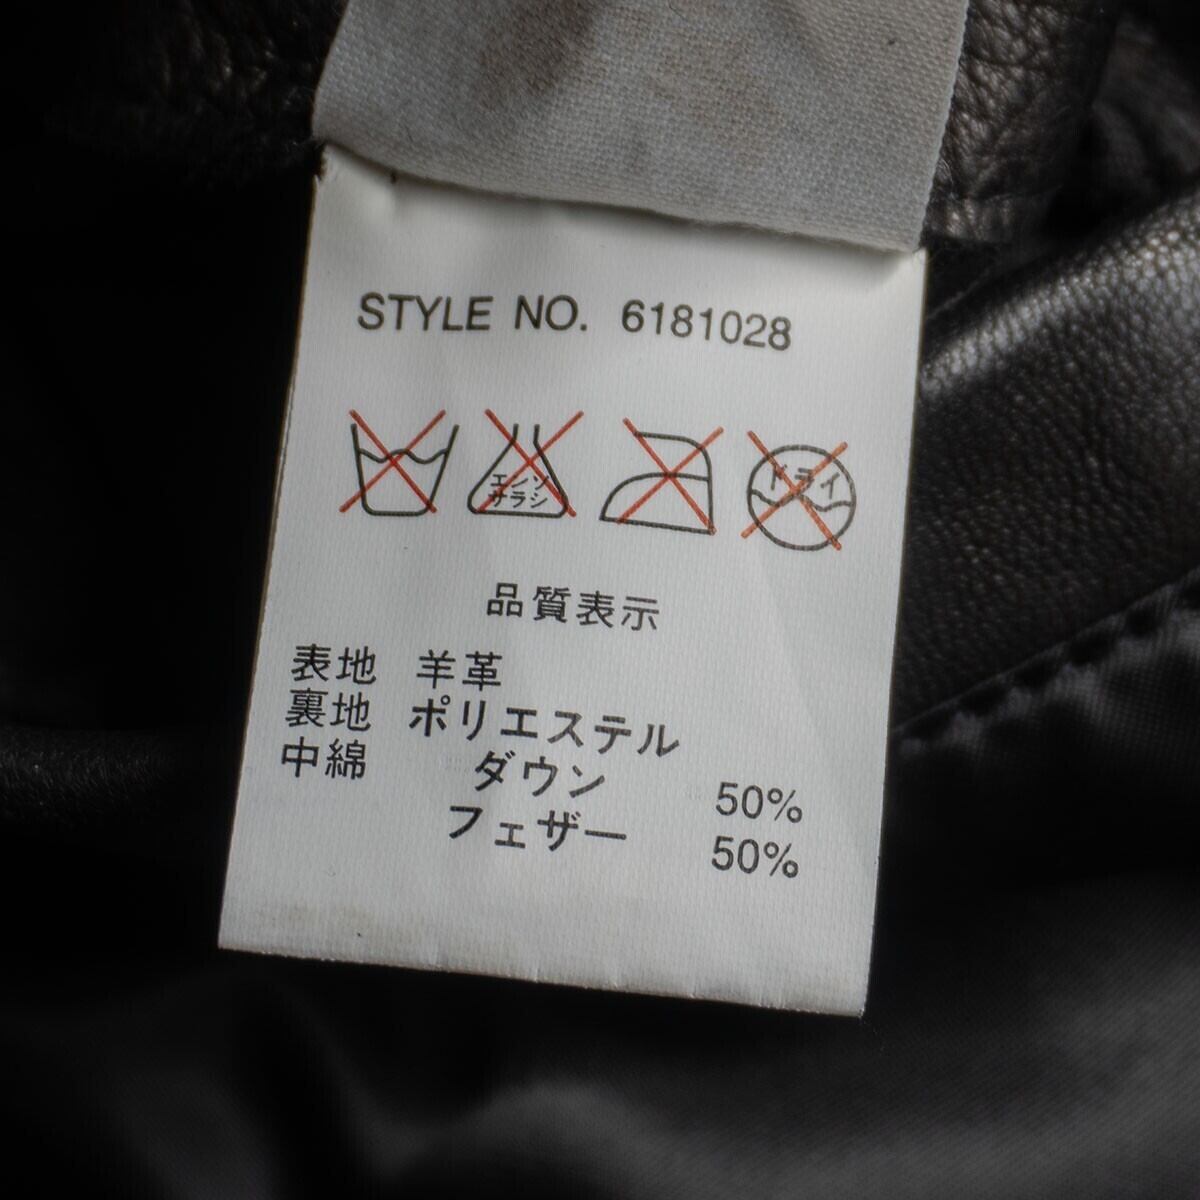 STYLE NO. 6181028
エンソ
サラシ
ドライ
品質表示
表地 羊革
裏地 ポリエステル
中綿 ダウン 50%
フェザー 50%